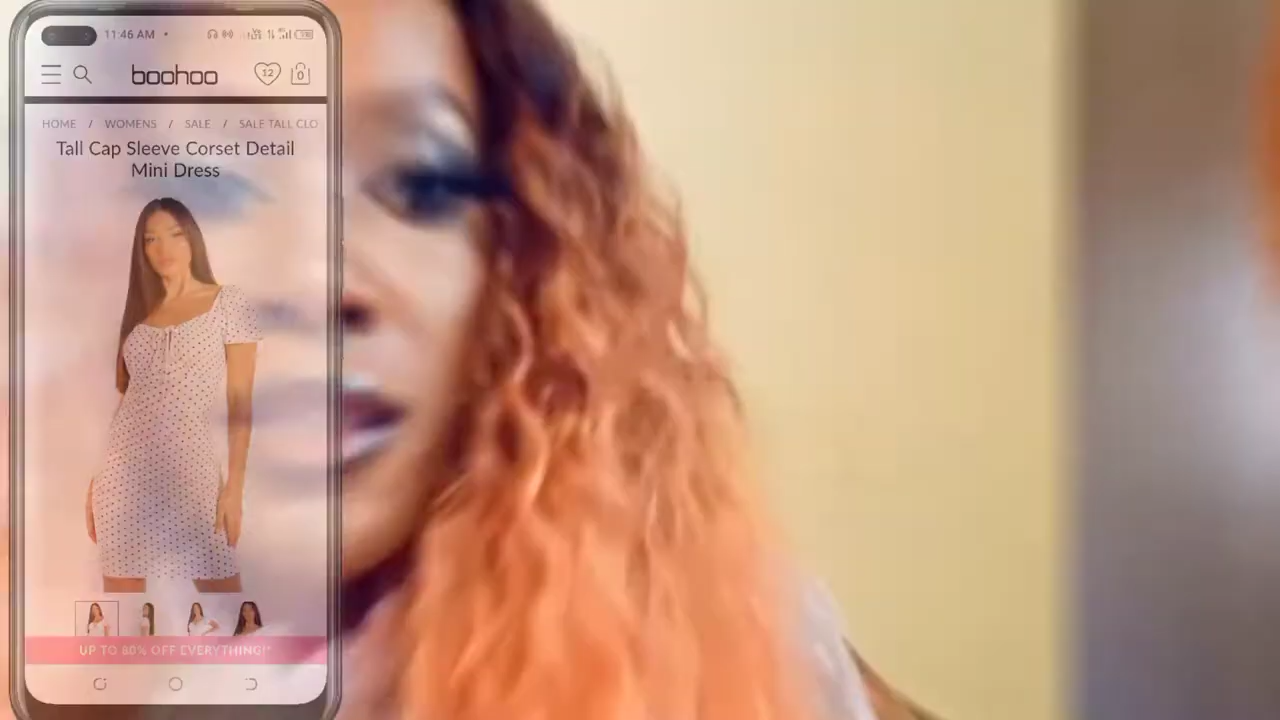 11:46 AM
boohoo
12
0
HOME / WOMENS / SALE / SALE TALL CLO
Tall Cap Sleeve Corset Detail
Mini Dress
UP TO 80% OFF EVERYTHING!*